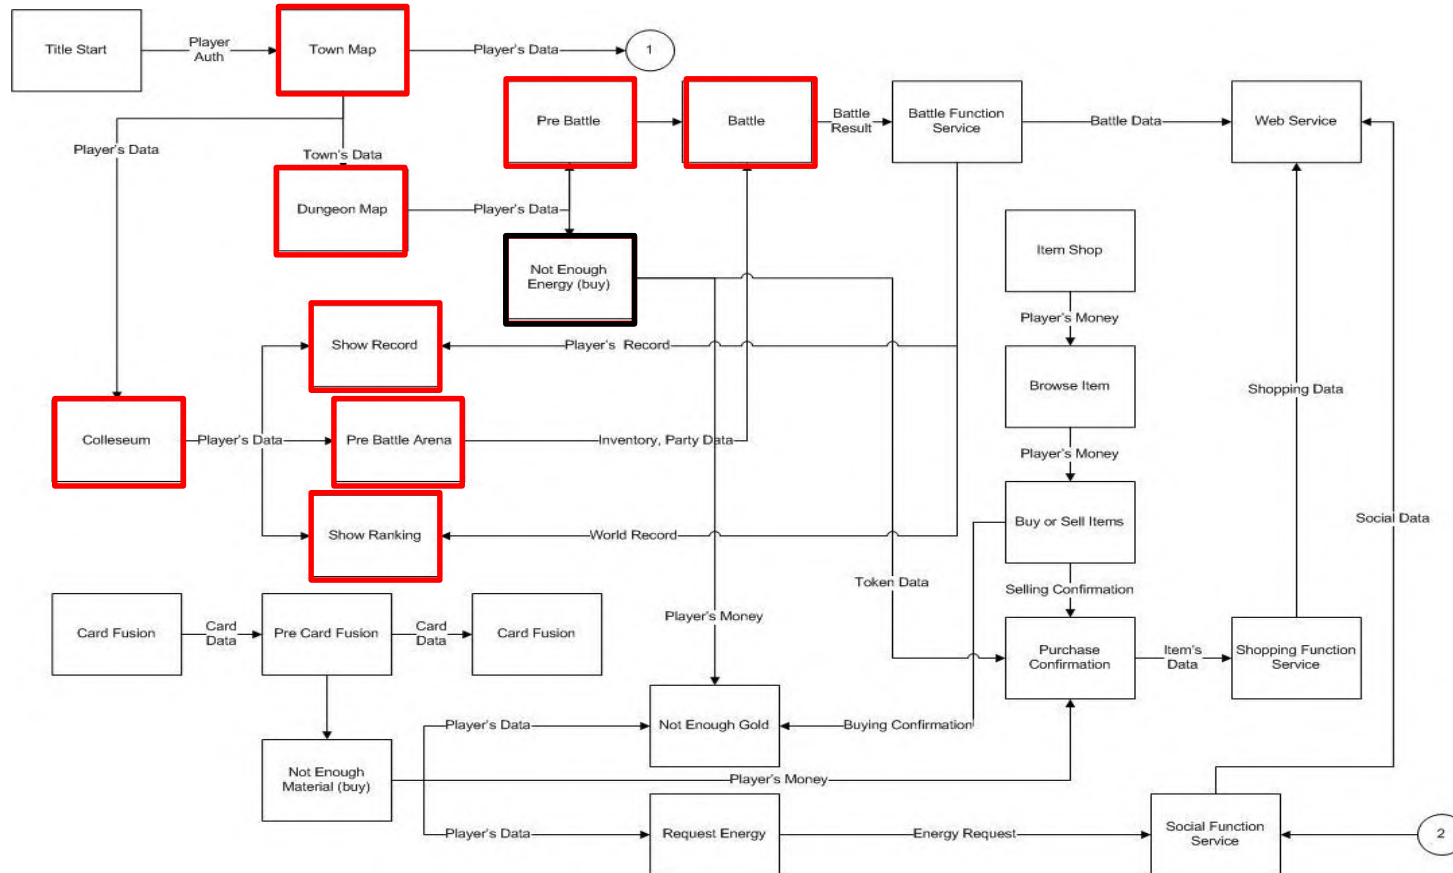 Title Start
Player
Auth
Town Map
Player's Data
1
Pre Battle
Battle
Battle
Result
Battle Function
Service
Battle Data
Web Service
Player's Data
Town's Data
Dungeon Map
Player's Data
Not Enough
Energy (buy)
Item Shop
Player's Money
Show Record
Player's Record
Browse Item
Shopping Data
Colleseum
Player's Data
Pre Battle Arena
Inventory, Party Data
Player's Money
Buy or Sell Items
Social Data
Show Ranking
World Record
Token Data
Selling Confirmation
Card Fusion
Card
Data
Pre Card Fusion
Card
Data
Card Fusion
Player's Money
Purchase
Confirmation
Item's
Data
Shopping Function
Service
Player's Data
Not Enough Gold
Buying Confirmation
Not Enough
Material (buy)
Player's Money
Player's Data
Request Energy
Energy Request
Social Function
Service
2